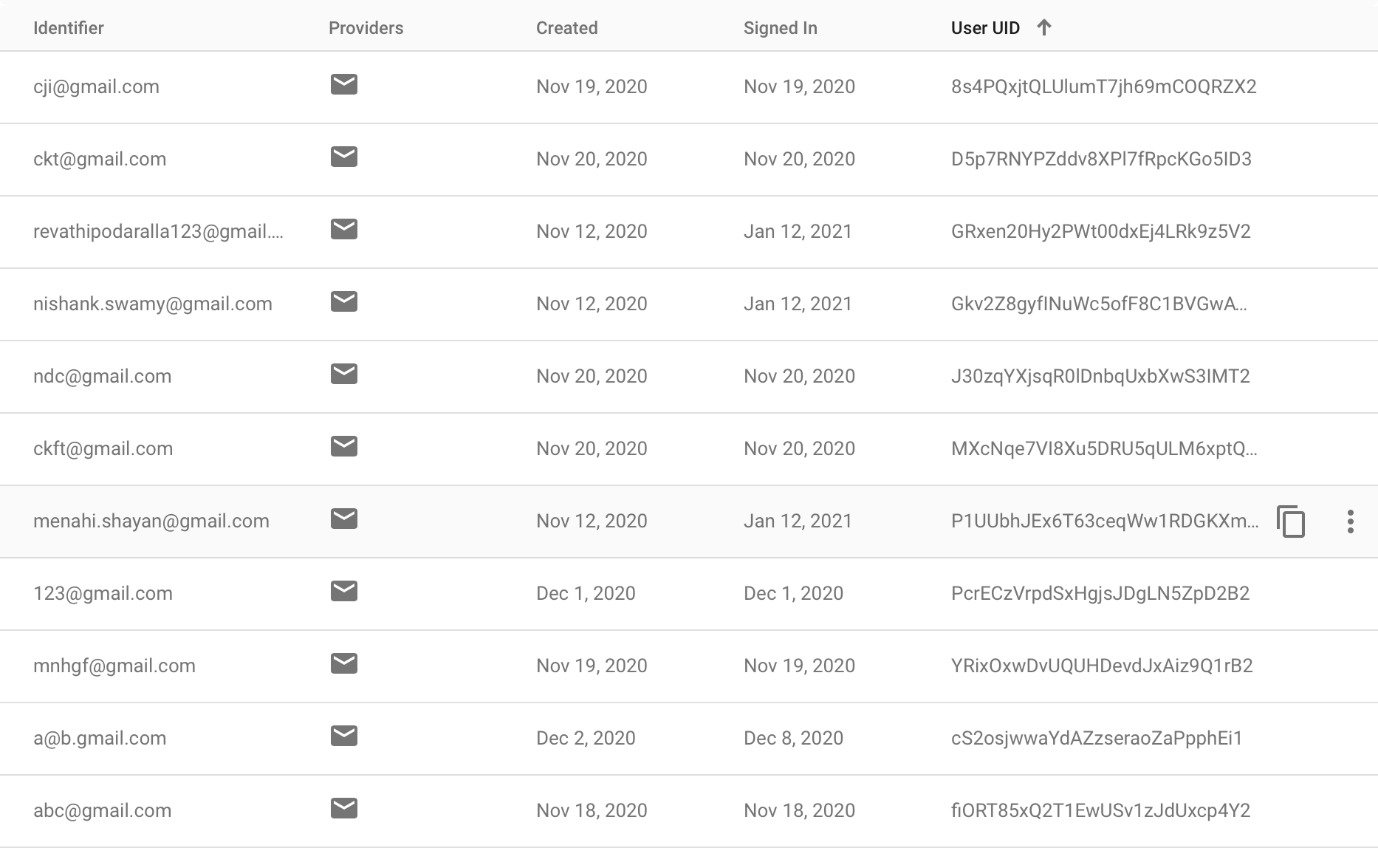 Identifier Providers Created Signed In User UID
cji@gmail.com Nov 19, 2020 Nov 19, 2020 8s4PQxjtQLUlumT7jh69mCOQRZX2
ckt@gmail.com Nov 20, 2020 Nov 20, 2020 D5p7RNYPZddv8XPl7fRpcKGo5ID3
revathipodaralla123@gmail.... Nov 12, 2020 Jan 12, 2021 GRxen20Hy2PWt00dxEj4LRk9z5V2
nishank.swamy@gmail.com Nov 12, 2020 Jan 12, 2021 Gkv2Z8gyflNuWc5ofF8C1BVGwA...
ndc@gmail.com Nov 20, 2020 Nov 20, 2020 J30zqYXjsqR0lDnbqUxbXwS3IMT2
ckft@gmail.com Nov 20, 2020 Nov 20, 2020 MXcNqe7VI8Xu5DRU5qULM6xptQ...
menahi.shayan@gmail.com Nov 12, 2020 Jan 12, 2021 P1UUbhJEx6T63ceqWw1RDGKXm...
123@gmail.com Dec 1, 2020 Dec 1, 2020 PcrECzVrpdSxHgjsJDgLN5ZpD2B2
mnhgf@gmail.com Nov 19, 2020 Nov 19, 2020 YRixOxwDvUQUHDevdJxAiz9Q1rB2
a@b.gmail.com Dec 2, 2020 Dec 8, 2020 cS2osjwwaYdAZzseraoZaPpphEi1
abc@gmail.com Nov 18, 2020 Nov 18, 2020 fiORT85xQ2T1EwUSv1zJdUxcp4Y2